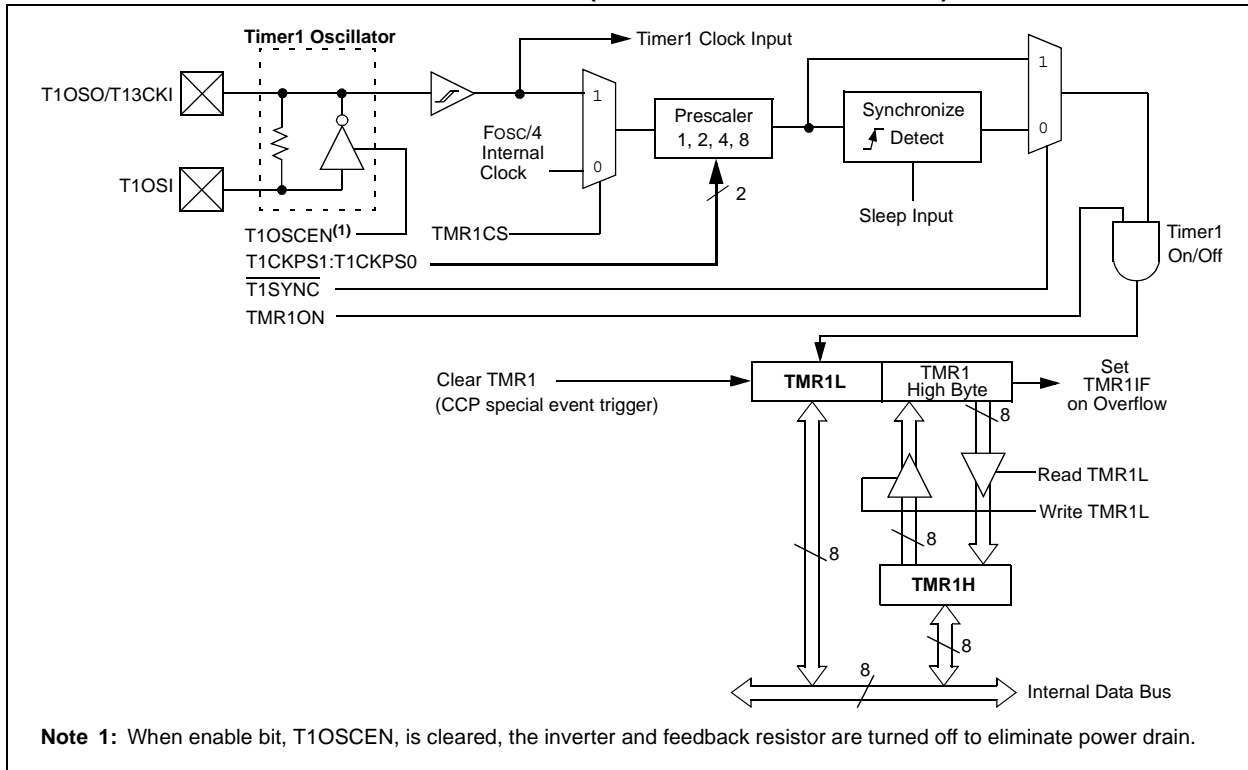 Timer1 Oscillator
Timer1 Clock Input
T1OSO/T13CKI
T1OSI
1
FOSC/4
Internal
Clock
0
Prescaler
1, 2, 4, 8
2
Synchronize
Detect
Sleep Input
1
0
T1OSCEN(1)
TMR1CS
T1CKPS1:T1CKPS0
T1SYNC
TMR1ON
Timer1
On/Off
Clear TMR1
(CCP special event trigger)
TMR1L
TMR1
High Byte
Set
TMR1IF
on Overflow
8
Read TMR1L
Write TMR1L
8
8
TMR1H
8
8
Internal Data Bus
Note 1: When enable bit, T1OSCEN, is cleared, the inverter and feedback resistor are turned off to eliminate power drain.